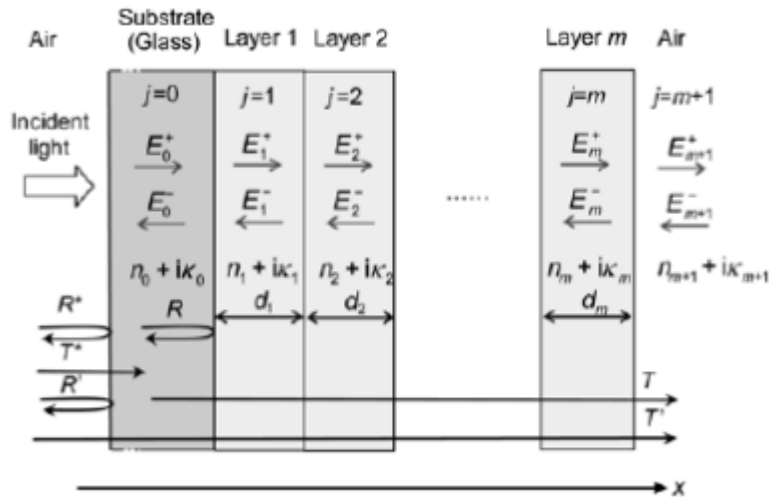 Air Substrate (Glass) Layer 1 Layer 2 Layer m Air
j=0 j=1 j=2 j=m j=m+1
Incident light
E₀⁺ E₁⁺ E₂⁺ Eₘ⁺ Eₘ₊₁⁺
E₀⁻ E₁⁻ E₂⁻ ...... Eₘ⁻ Eₘ₊₁⁻
n₀ + iκ₀ n₁ + iκ₁ n₂ + iκ₂ nₘ + iκₘ nₘ₊₁ + iκₘ₊₁
R* R d₁ d₂ dₘ
T*
R' T
T'
x